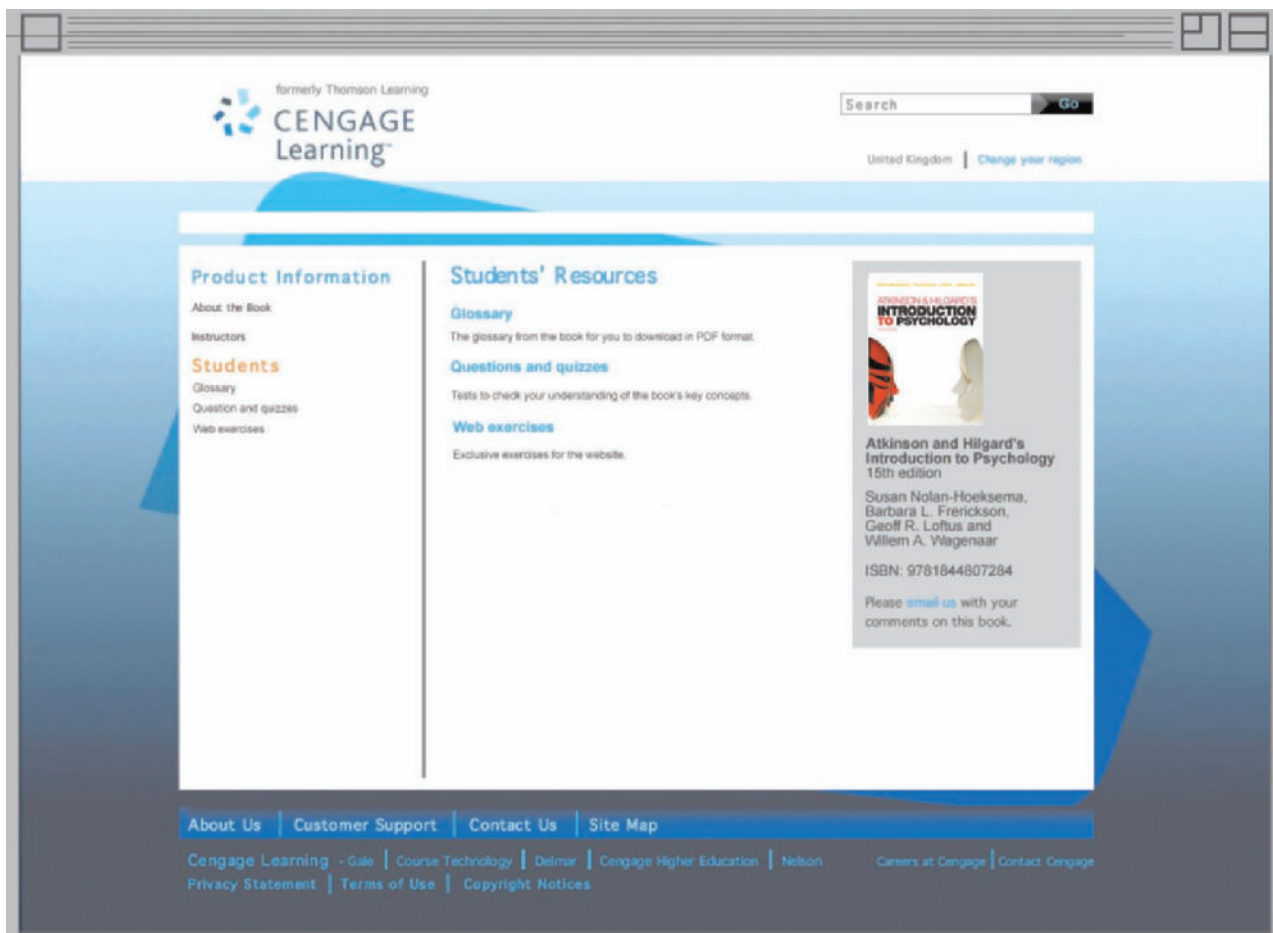 formerly Thomson Learning
CENGAGE
Learning™
Search
Go
United Kingdom | Change your region
Product Information
About the Book
Instructors
Students
Glossary
Question and quizzes
Web exercises
Students' Resources
Glossary
The glossary from the book for you to download in PDF format.
Questions and quizzes
Tests to check your understanding of the book's key concepts.
Web exercises
Exclusive exercises for the website.
ATKINSON & HILGARD'S
INTRODUCTION
TO PSYCHOLOGY
Atkinson and Hilgard's
Introduction to Psychology
15th edition
Susan Nolan-Hoeksema,
Barbara L. Frerickson,
Geoff R. Loftus and
Willem A. Wagenaar
ISBN: 9781844807284
Please email us with your
comments on this book.
About Us | Customer Support | Contact Us | Site Map
Cengage Learning - Gale | Course Technology | Delmar | Cengage Higher Education | Nelson
Careers at Cengage | Contact Cengage
Privacy Statement | Terms of Use | Copyright Notices